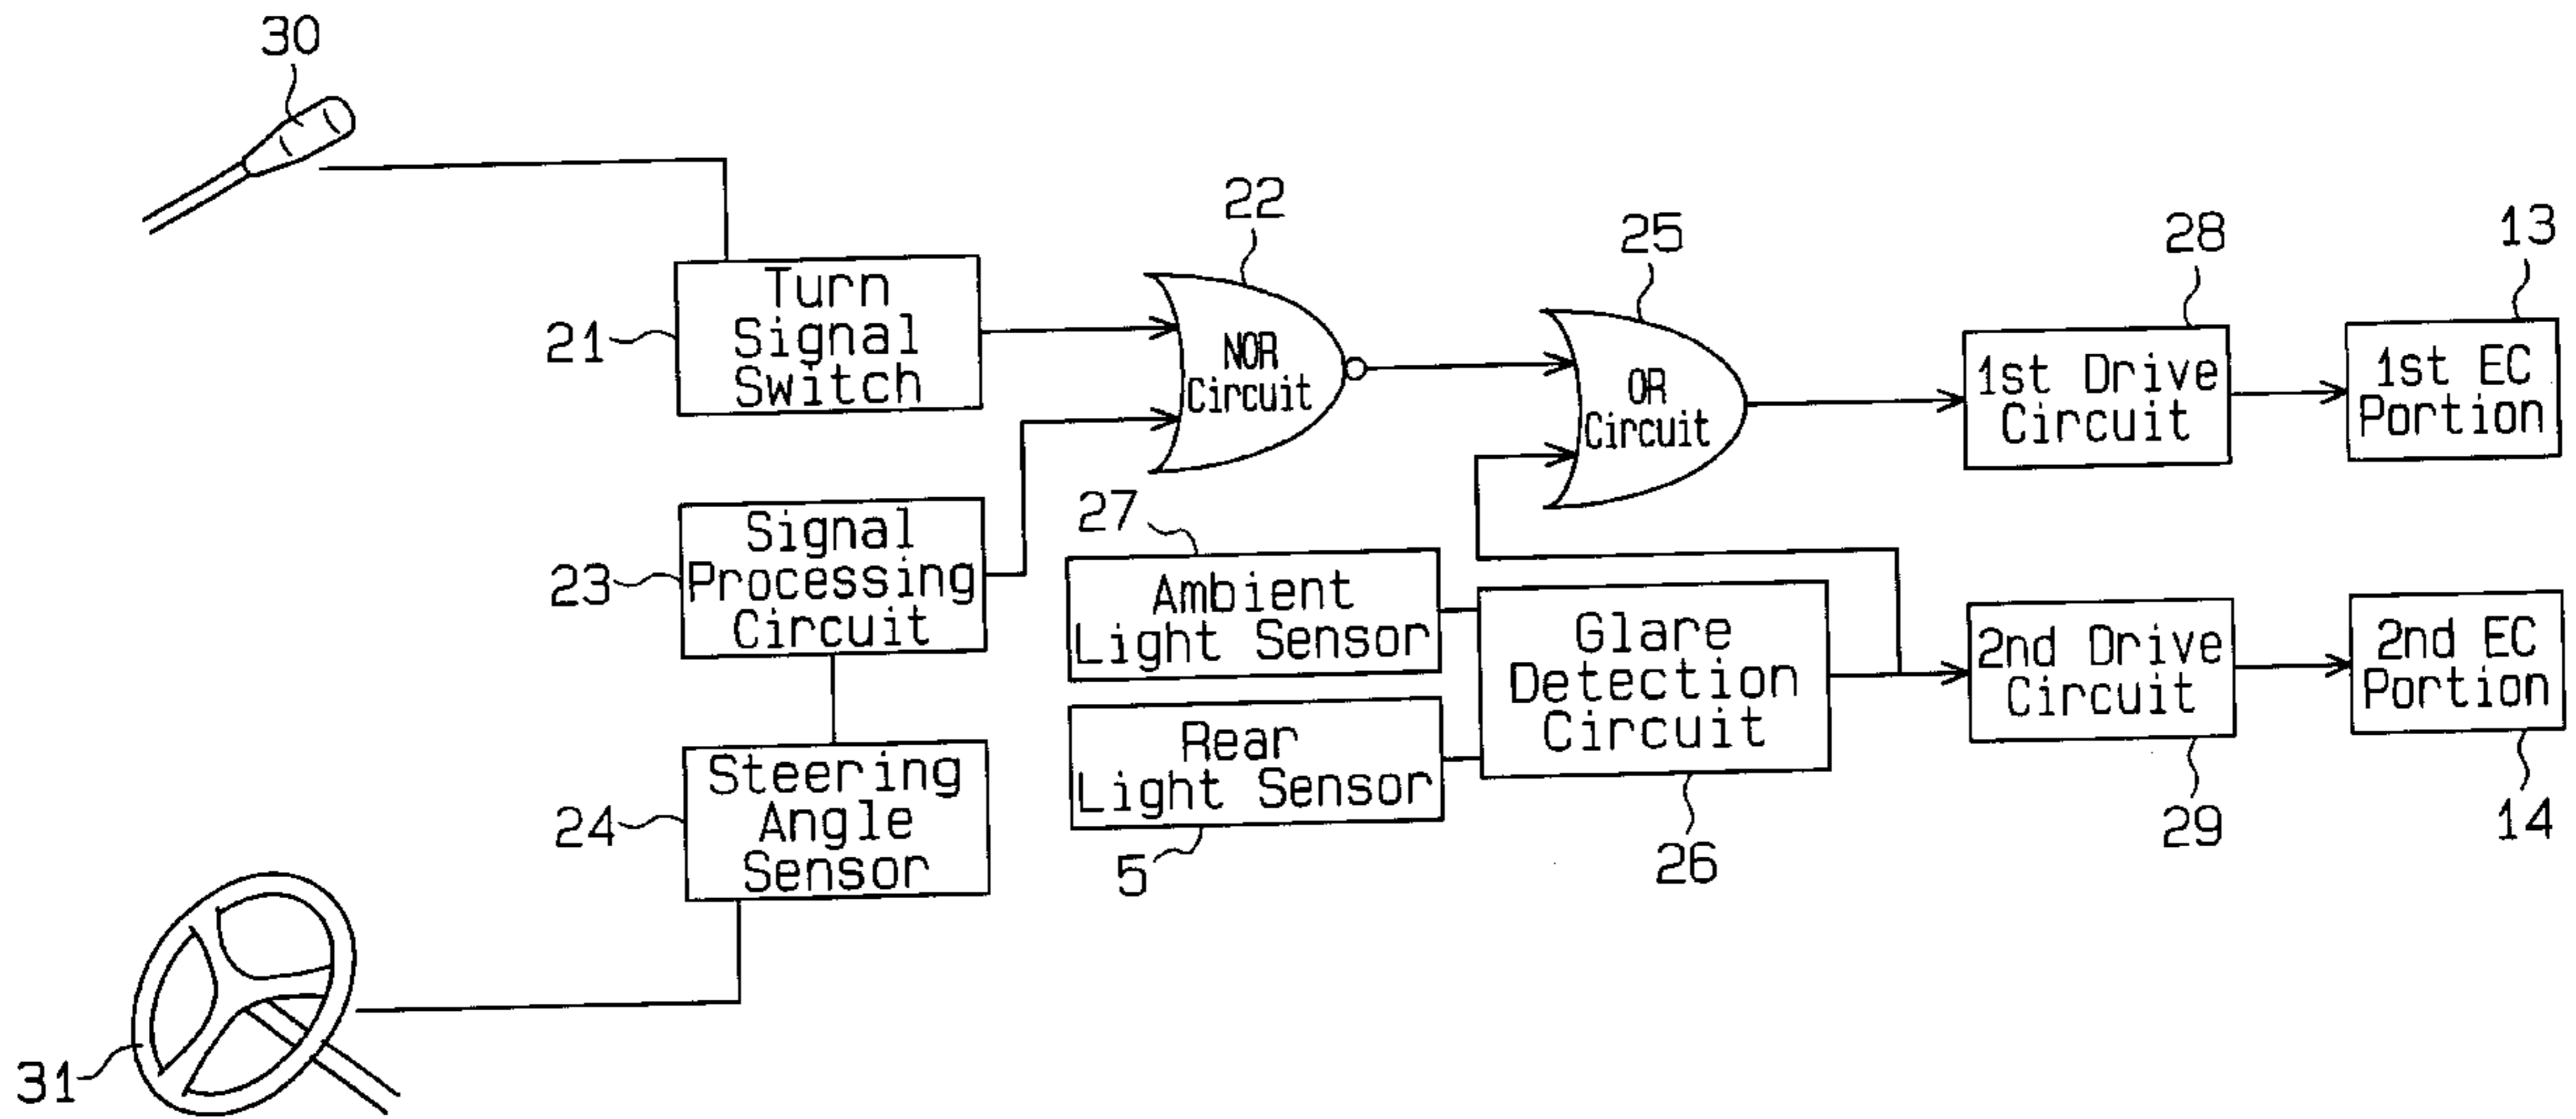 30
22
25
28
13
21
Turn
Signal
Switch
NOR
Circuit
OR
Circuit
1st Drive
Circuit
1st EC
Portion
27
23
Signal
Processing
Circuit
Ambient
Light Sensor
Glare
Detection
Circuit
2nd Drive
Circuit
2nd EC
Portion
Rear
Light Sensor
24
Steering
Angle
Sensor
5
26
29
14
31